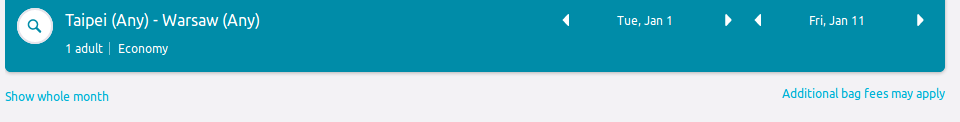 Taipei (Any) - Warsaw (Any)
Tue, Jan 1
Fri, Jan 11
1 adult | Economy
Show whole month
Additional bag fees may apply